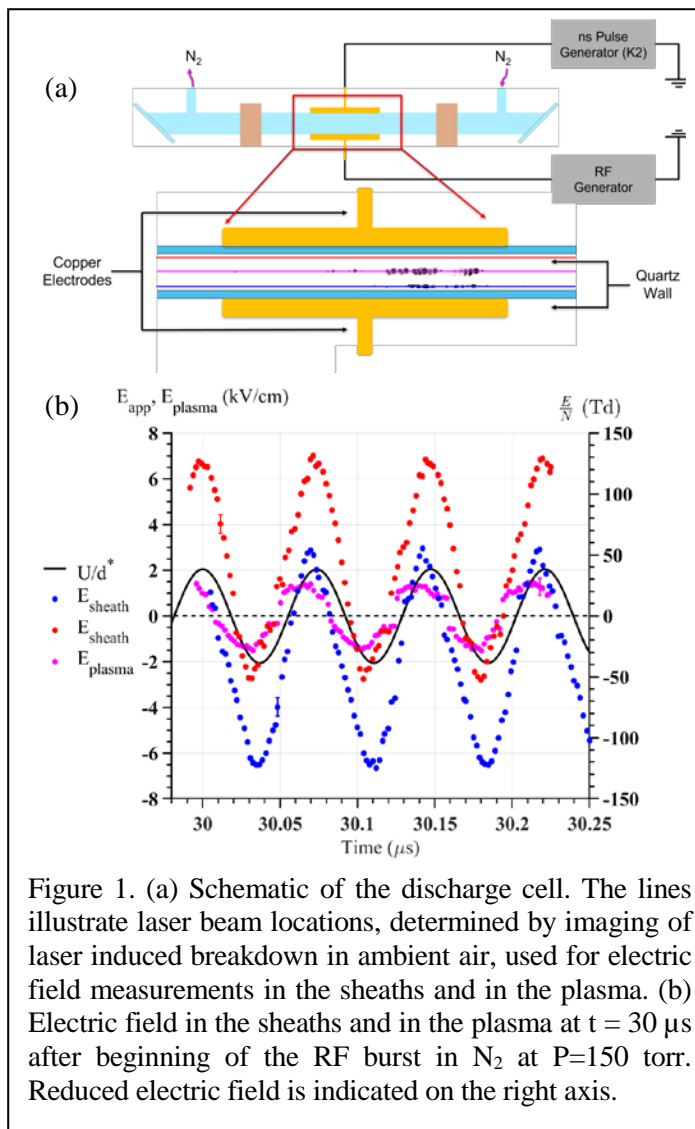 (a)
N2
N2
ns Pulse
Generator (K2)
RF
Generator
Copper
Electrodes
Quartz
Wall
(b)
E_app, E_plasma (kV/cm)
E/N (Td)
8
6
4
2
0
-2
-4
-6
-8
U/d*
E_sheath
E_sheath
E_plasma
150
100
50
0
-50
-100
-150
30
30.05
30.1
30.15
30.2
30.25
Time (μs)
Figure 1. (a) Schematic of the discharge cell. The lines
illustrate laser beam locations, determined by imaging of
laser induced breakdown in ambient air, used for electric
field measurements in the sheaths and in the plasma. (b)
Electric field in the sheaths and in the plasma at t = 30 µs
after beginning of the RF burst in N2 at P=150 torr.
Reduced electric field is indicated on the right axis.